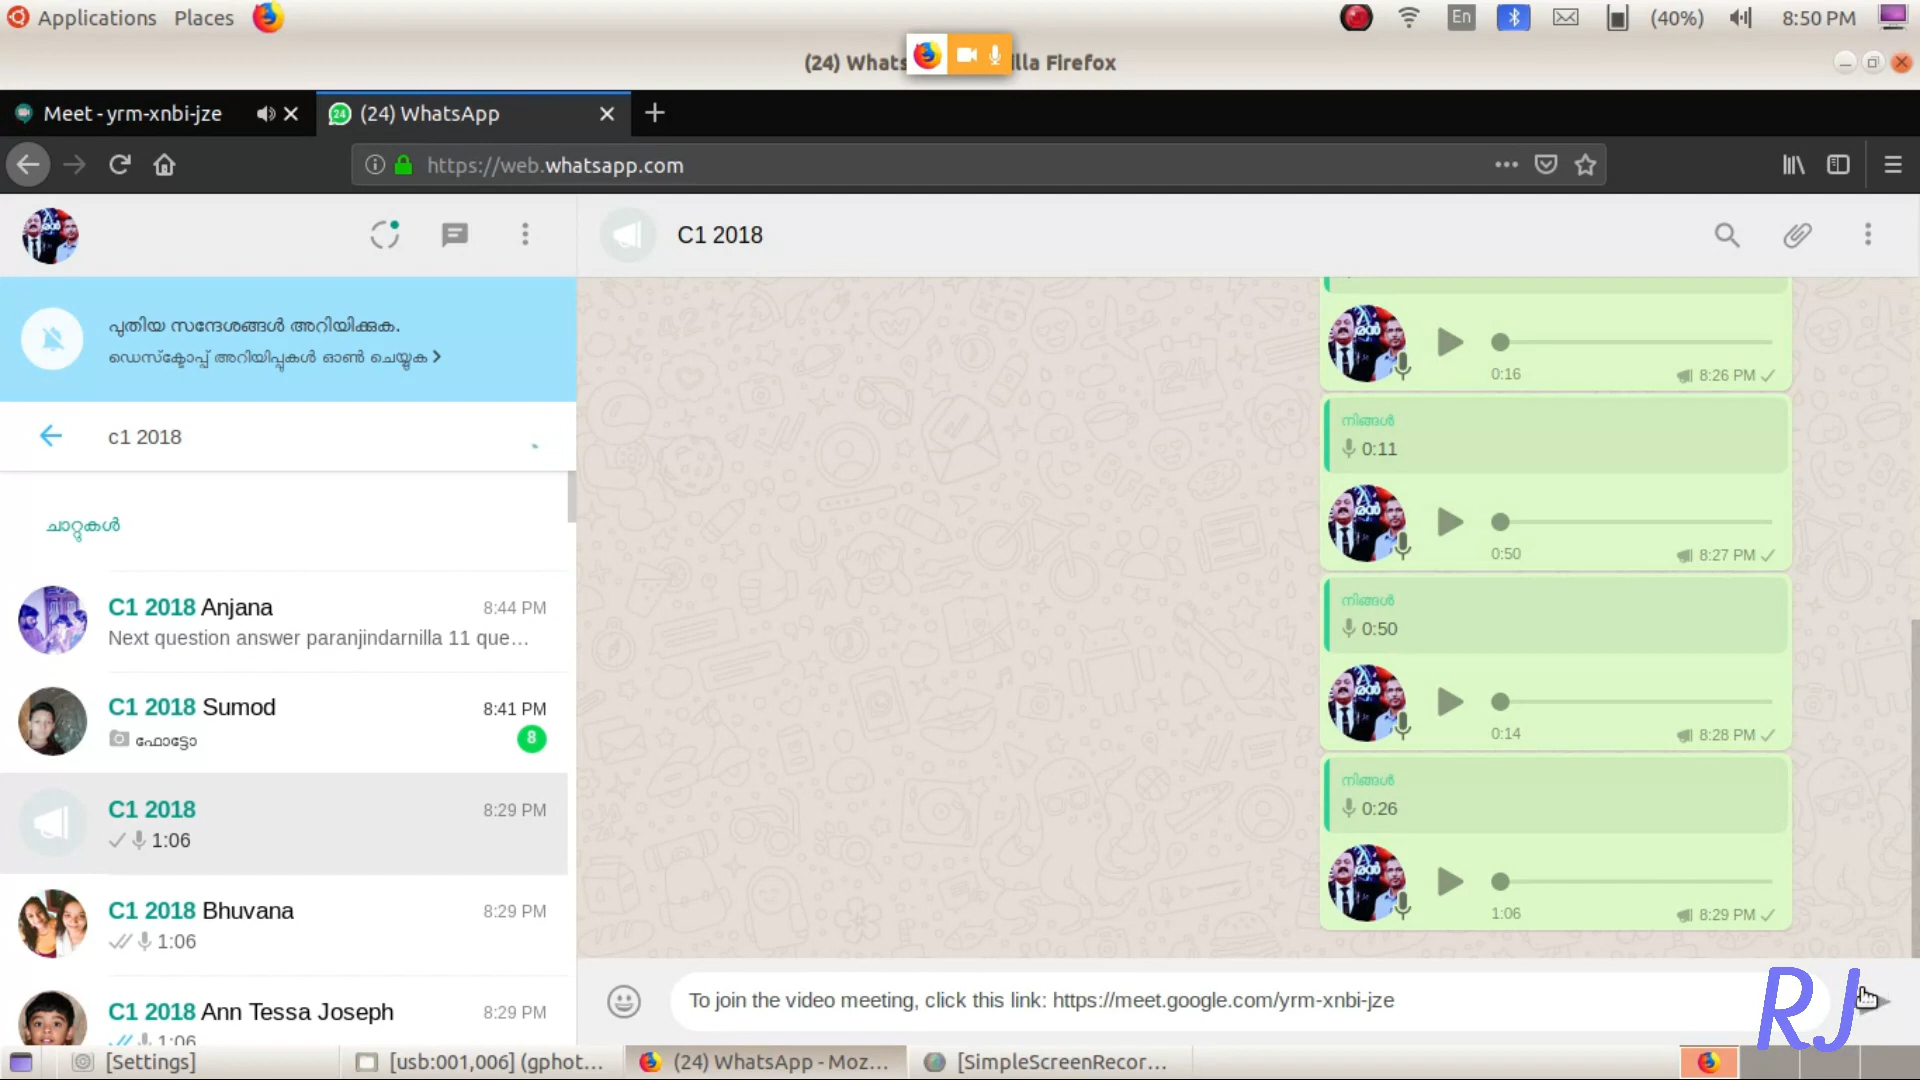 Applications Places
En
(40%)
8:50 PM
(24) Whats
illa Firefox
Meet - yrm-xnbi-jze
24
(24) WhatsApp
https://web.whatsapp.com
C1 2018
പുതിയ സന്ദേശങ്ങൾ അറിയിക്കുക.
ഡെസ്ക്ടോപ്പ് അറിയിപ്പുകൾ ഓൺ ചെയ്യുക
c1 2018
ചാറ്റുകൾ
C1 2018 Anjana
8:44 PM
Next question answer paranjindarnilla 11 que...
C1 2018 Sumod
8:41 PM
ഫോട്ടോ
8
C1 2018
8:29 PM
1:06
C1 2018 Bhuvana
8:29 PM
1:06
C1 2018 Ann Tessa Joseph
8:29 PM
1:06
0:16
8:26 PM
നിങ്ങൾ
0:11
0:50
8:27 PM
നിങ്ങൾ
0:50
0:14
8:28 PM
നിങ്ങൾ
0:26
1:06
8:29 PM
To join the video meeting, click this link: https://meet.google.com/yrm-xnbi-jze
RJ
[Settings]
[usb:001,006] (gphot...
(24) WhatsApp - Moz...
[SimpleScreenRecor...